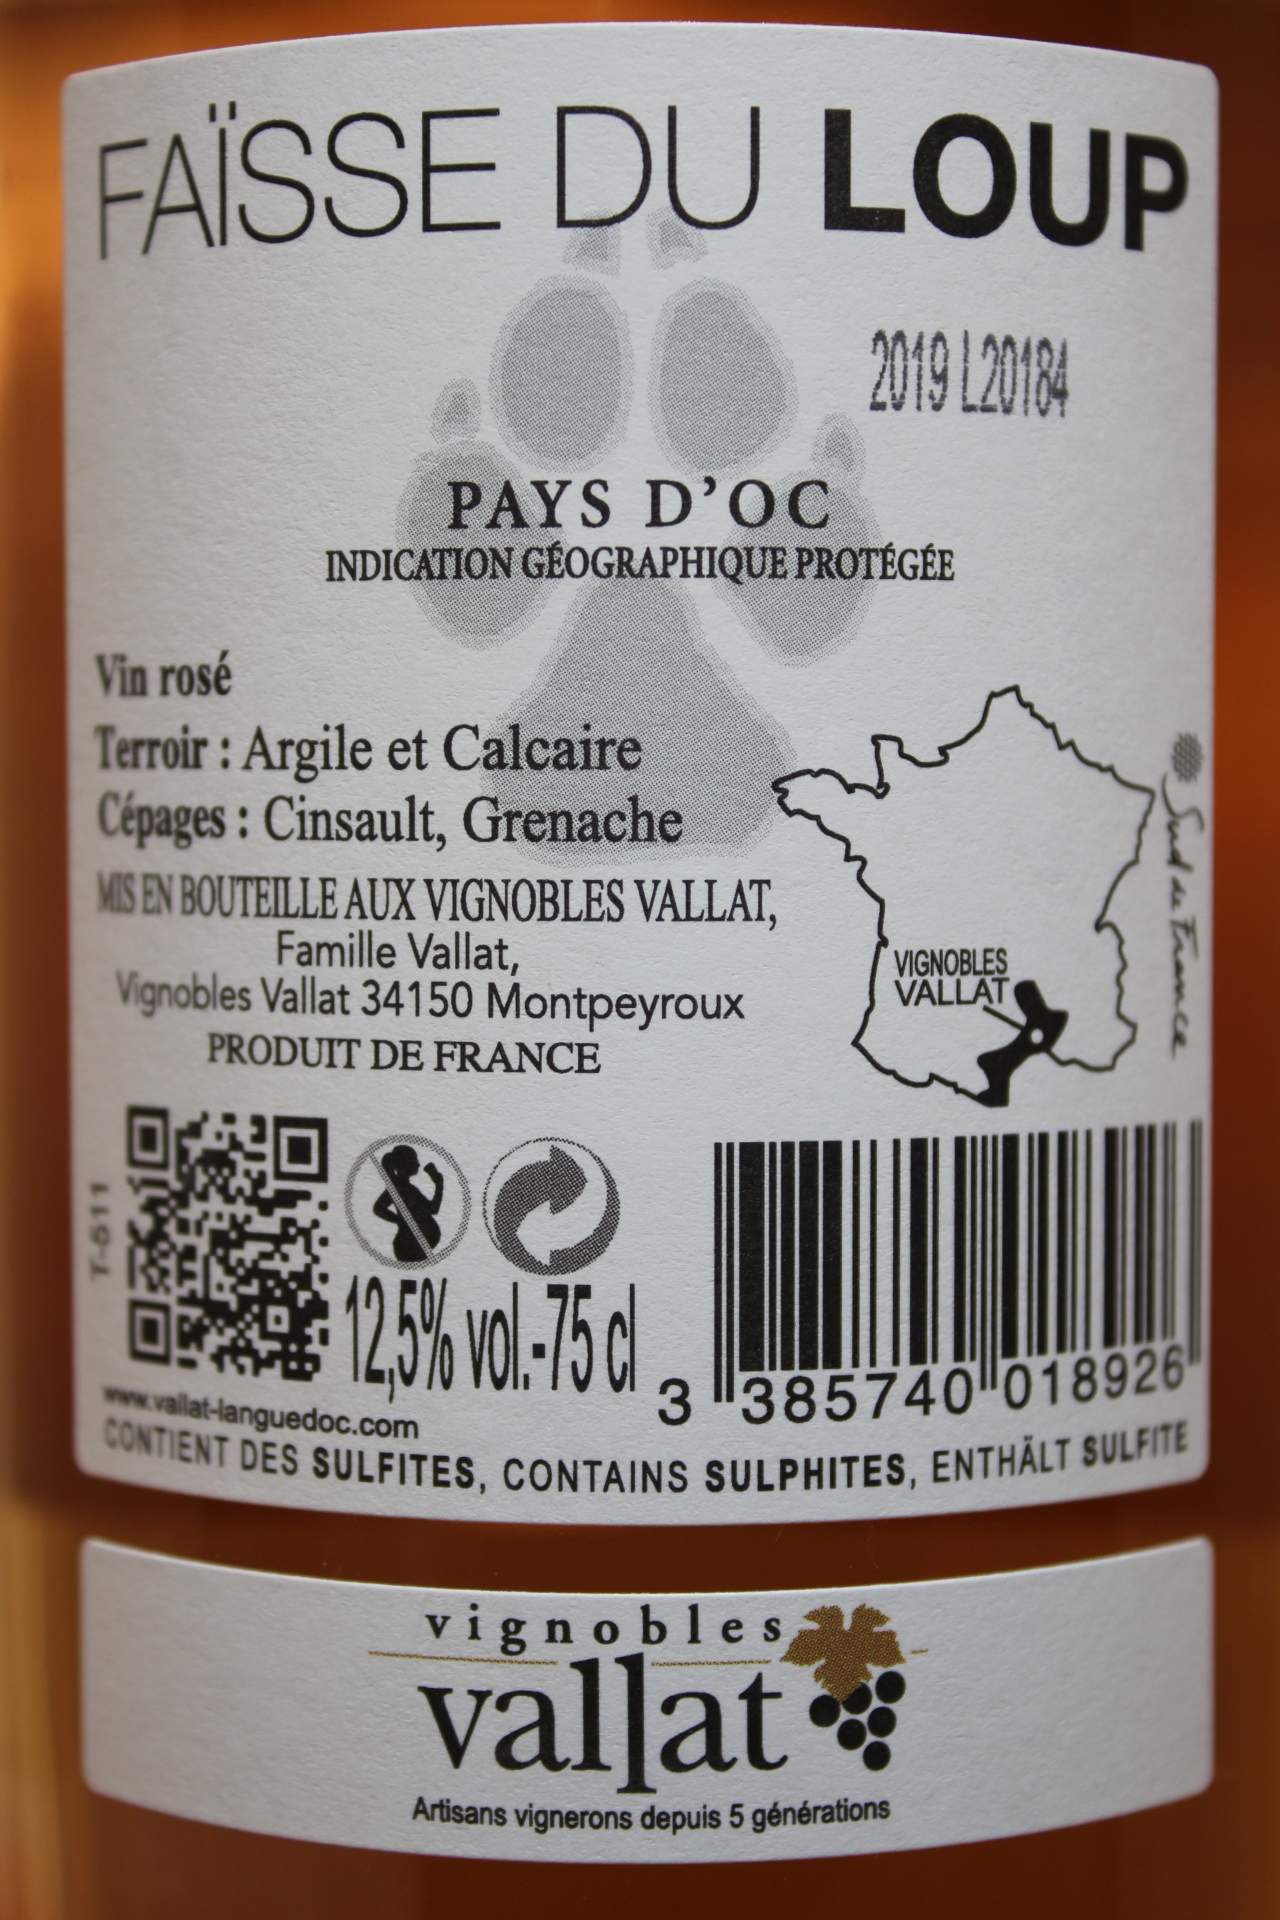 FAÏSSE DU LOUP
2019 L20184
PAYS D'OC
INDICATION GÉOGRAPHIQUE PROTÉGÉE
Vin rosé
Terroir : Argile et Calcaire
Cépages : Cinsault, Grenache
MIS EN BOUTEILLE AUX VIGNOBLES VALLAT,
Famille Vallat,
Vignobles Vallat 34150 Montpeyroux
PRODUIT DE FRANCE
VIGNOBLES
VALLAT
Sud de France
T-511
12,5% vol.-75 cl
3 385740 018926
www.vallat-languedoc.com
CONTIENT DES SULFITES, CONTAINS SULPHITES, ENTHÄLT SULFITE
vignobles
vallat
Artisans vignerons depuis 5 générations